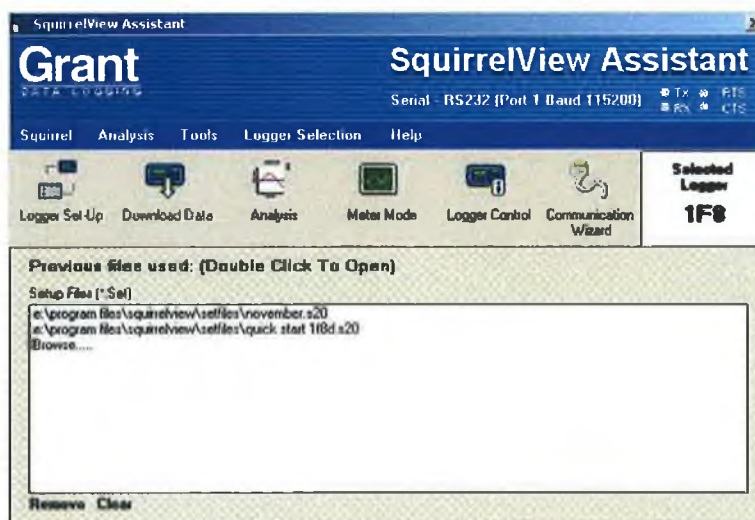 SquirrelView Assistant
Grant
DATA LOGGING
SquirrelView Assistant
Serial - RS232 (Port 1 Baud 115200)
TX RTS
RX CTS
Squirrel Analysis Tools Logger Selection Help
Logger Set-Up Download Data Analysis Meter Mode Logger Control Communication Wizard
Selected Logger
1F8
Previous files used: (Double Click To Open)
Setup Files [*.Set]
e:\program files\squirrelview\setfiles\november.s20
e:\program files\squirrelview\setfiles\quick start 1f8d.s20
Browse.....
Remove Clear